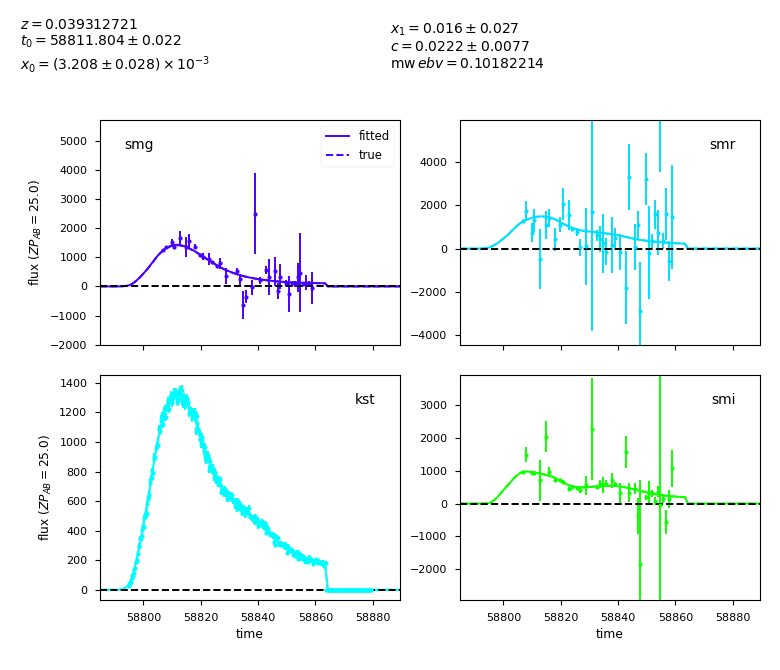 z = 0.039312721
t₀ = 58811.804 ± 0.022
x₀ = (3.208 ± 0.028) × 10⁻³
x₁ = 0.016 ± 0.027
c = 0.0222 ± 0.0077
mw ebv = 0.10182214
smg
fitted
true
5000
4000
3000
2000
1000
0
−1000
−2000
flux (ZP_AB = 25.0)
smr
4000
2000
0
−2000
−4000
kst
1400
1200
1000
800
600
400
200
0
flux (ZP_AB = 25.0)
58800 58820 58840 58860 58880
time
smi
3000
2000
1000
0
−1000
−2000
58800 58820 58840 58860 58880
time